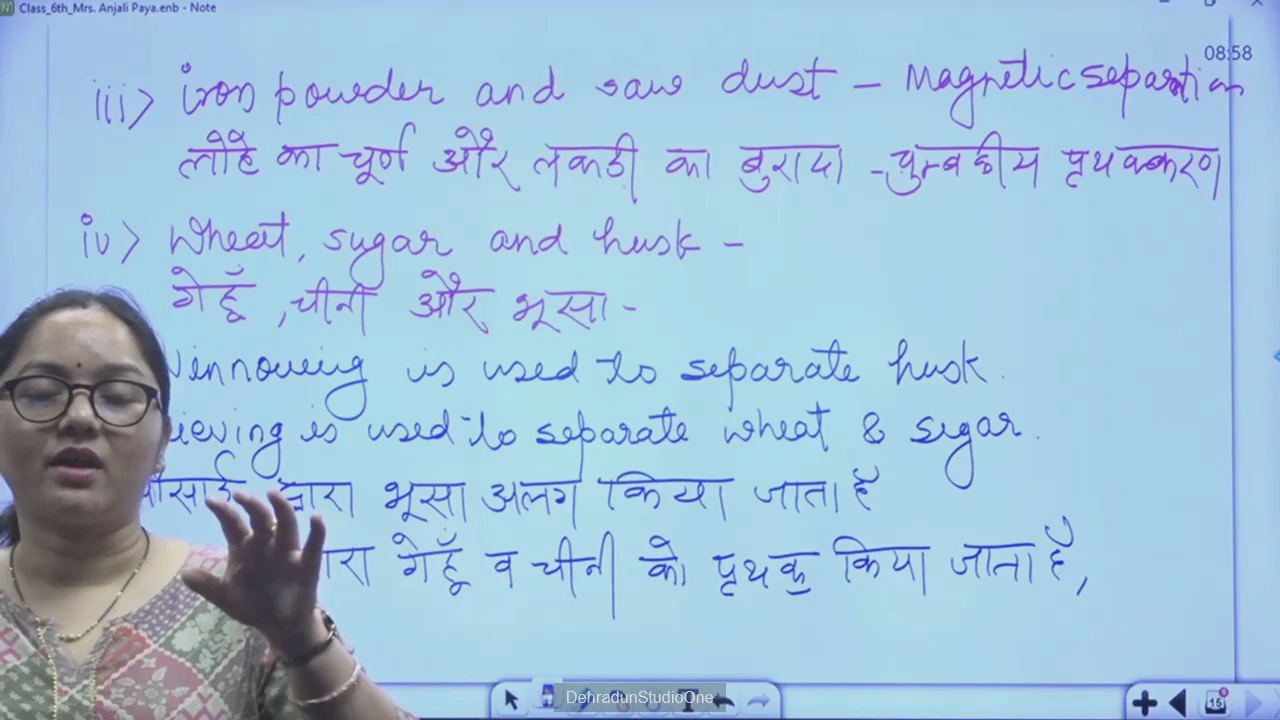 Class_6th_Mrs. Anjali Paya.enb - Note
08:58
iii> iron powder and saw dust - Magnetic separation
लोहे का चूर्ण और लकडी का बुरादा - चुम्बकीय पृथक्करण
iv> Wheat, sugar and husk -
गेहूँ, चीनी और भूसा -
is used to separate husk.
is used to separate wheat & sugar.
द्वारा भूसा अलग किया जाता है
गेहूँ व चीनी को पृथक् किया जाता है,
DehradunStudioOne
15